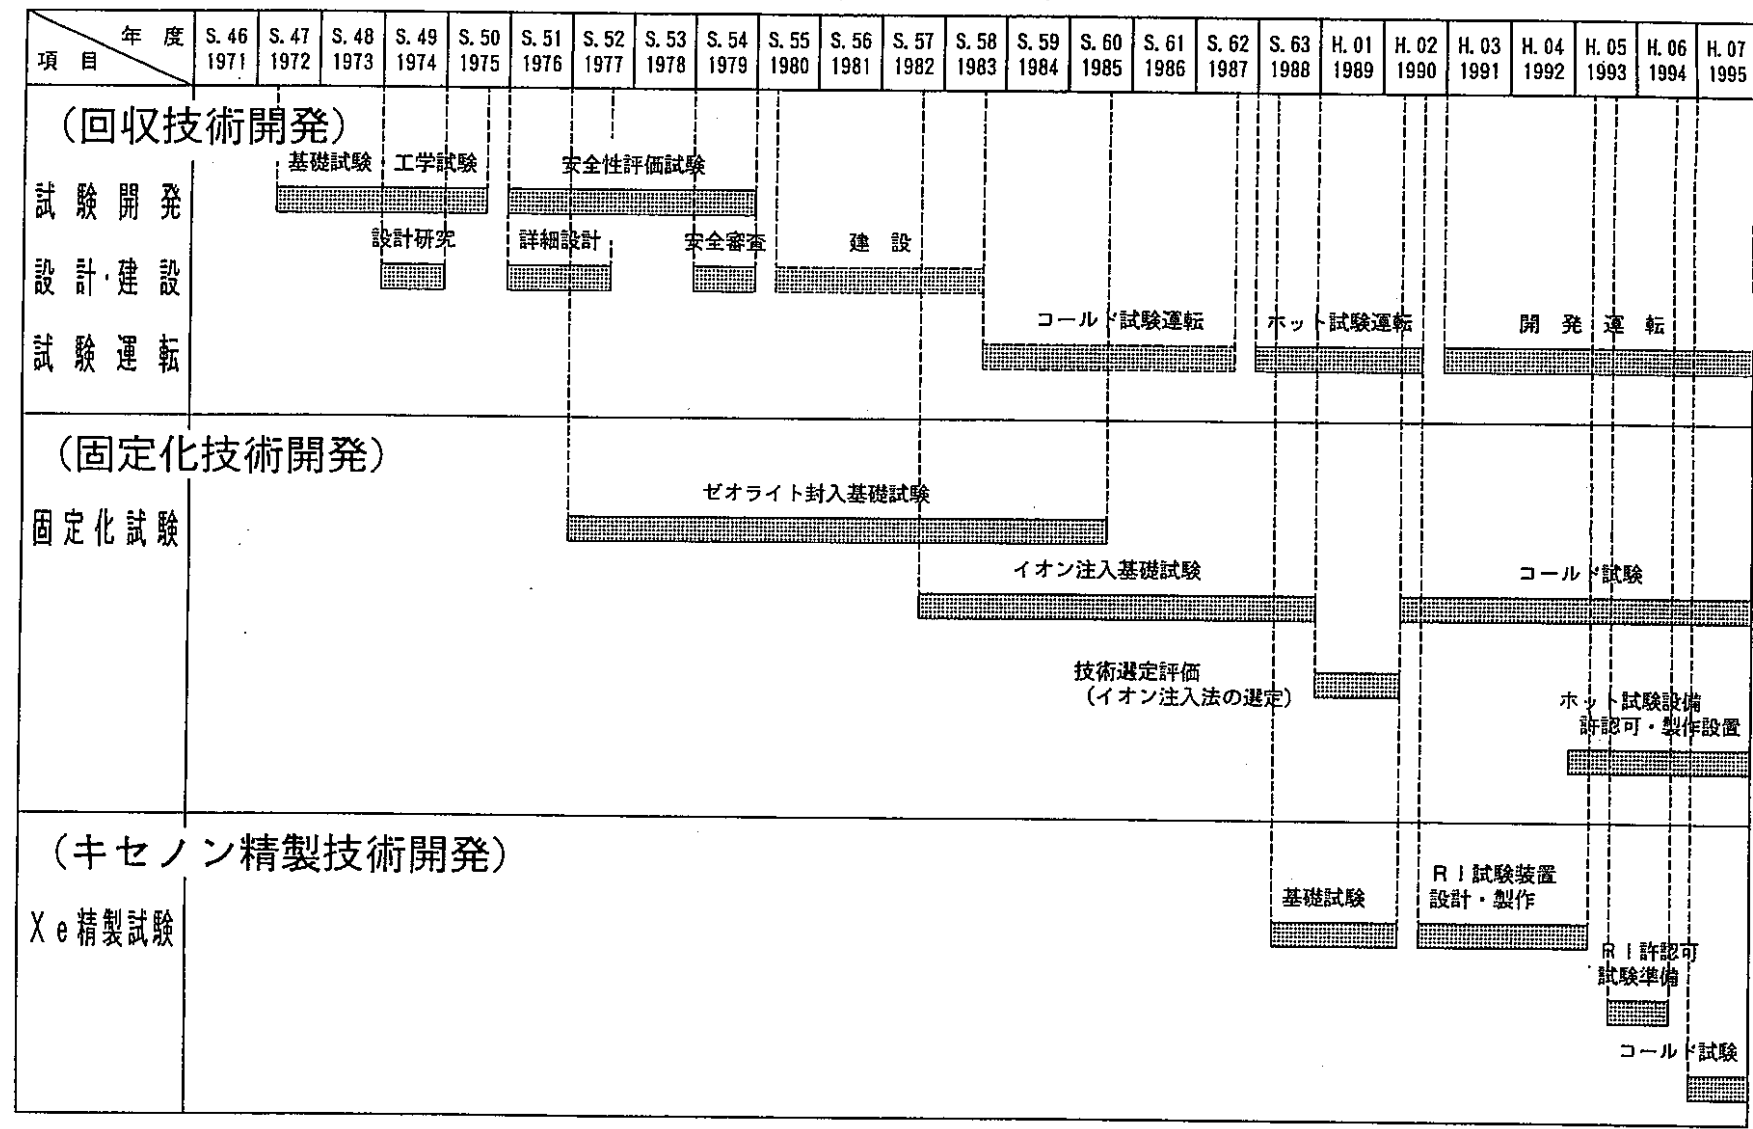 年 度
項 目
S. 46 S. 47 S. 48 S. 49 S. 50 S. 51 S. 52 S. 53 S. 54 S. 55 S. 56 S. 57 S. 58 S. 59 S. 60 S. 61 S. 62 S. 63 H. 01 H. 02 H. 03 H. 04 H. 05 H. 06 H. 07
1971 1972 1973 1974 1975 1976 1977 1978 1979 1980 1981 1982 1983 1984 1985 1986 1987 1988 1989 1990 1991 1992 1993 1994 1995
（回収技術開発）
基礎試験・工学試験 安全性評価試験
試験開発
設計研究 詳細設計 安全審査 建 設
設計・建設
コールド試験運転 ホット試験運転 開 発 運 転
試験運転
（固定化技術開発）
ゼオライト封入基礎試験
固定化試験
イオン注入基礎試験 コールド試験
技術選定評価
（イオン注入法の選定）
ホット試験設備
許認可・製作設置
（キセノン精製技術開発）
ＲＩ試験装置
基礎試験 設計・製作
Ｘｅ精製試験
ＲＩ許認可
試験準備
コールド試験